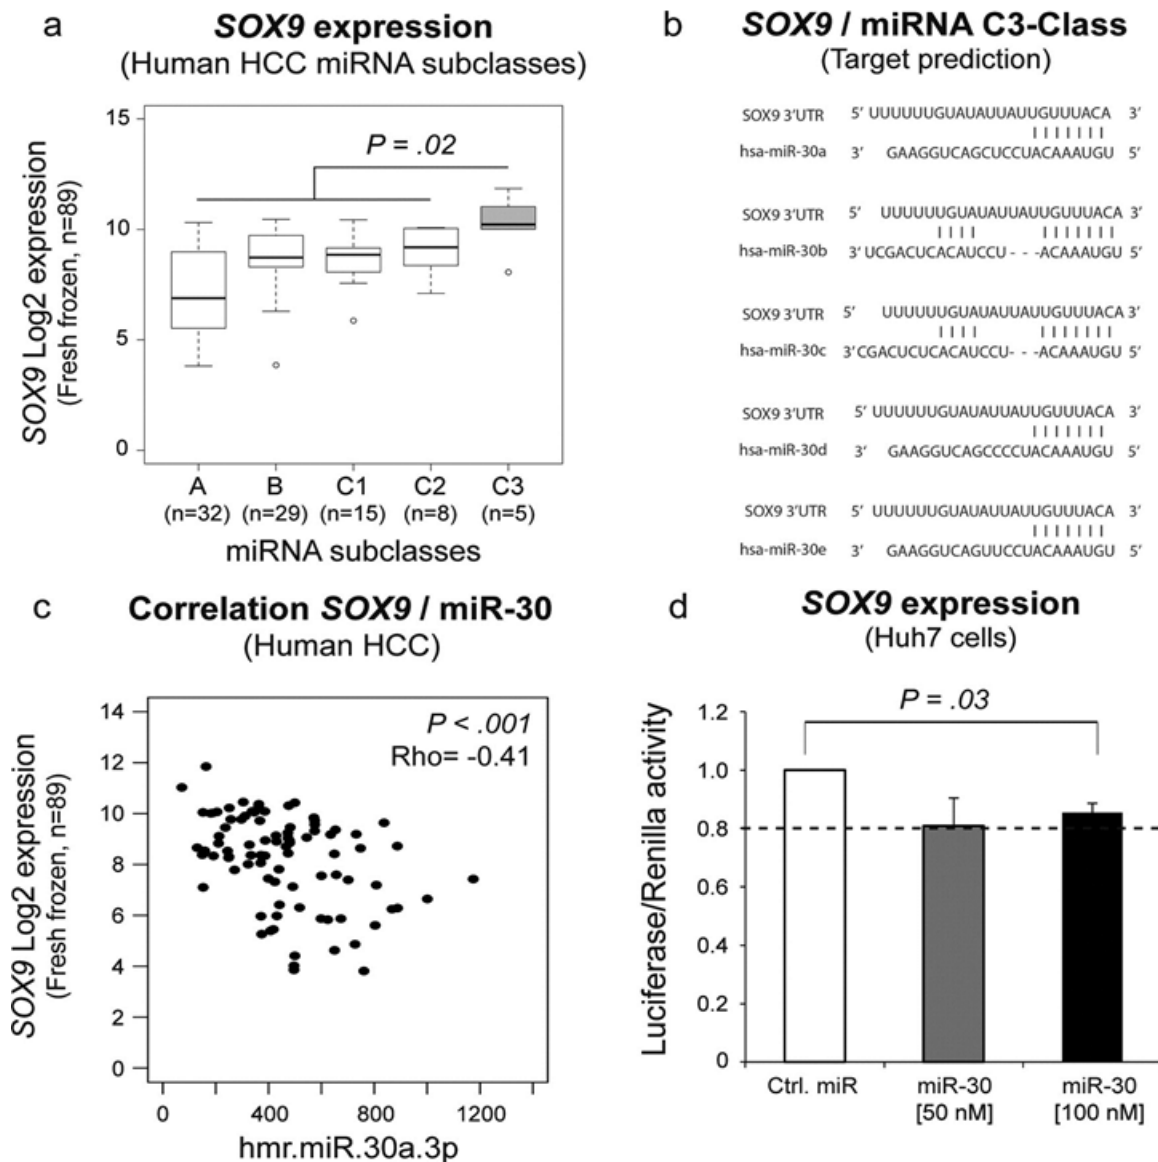 a
SOX9 expression
(Human HCC miRNA subclasses)
SOX9 Log2 expression
(Fresh frozen, n=89)
15
10
5
0
P = .02
A B C1 C2 C3
(n=32) (n=29) (n=15) (n=8) (n=5)
miRNA subclasses
b
SOX9 / miRNA C3-Class
(Target prediction)
SOX9 3'UTR 5' UUUUUUGUAUAUUAUUGUUUACA 3'
hsa-miR-30a 3' GAAGGUCAGCUCCUACAAAUGU 5'
SOX9 3'UTR 5' UUUUUUGUAUAUUAUUGUUUACA 3'
hsa-miR-30b 3' UCGACUCACAUCCU---ACAAAUGU 5'
SOX9 3'UTR 5' UUUUUUGUAUAUUAUUGUUUACA 3'
hsa-miR-30c 3' CGACUCUCACAUCCU---ACAAAUGU 5'
SOX9 3'UTR 5' UUUUUUGUAUAUUAUUGUUUACA 3'
hsa-miR-30d 3' GAAGGUCAGCCCCUACAAAUGU 5'
SOX9 3'UTR 5' UUUUUUGUAUAUUAUUGUUUACA 3'
hsa-miR-30e 3' GAAGGUCAGUUCCUACAAAUGU 5'
c
Correlation SOX9 / miR-30
(Human HCC)
SOX9 Log2 expression
(Fresh frozen, n=89)
14
12
10
8
6
4
2
0
P < .001
Rho= -0.41
0 400 800 1200
hmr.miR.30a.3p
d
SOX9 expression
(Huh7 cells)
Luciferase/Renilla activity
1.2
1.0
0.8
0.6
0.4
0.2
0
P = .03
Ctrl. miR miR-30 miR-30
[50 nM] [100 nM]